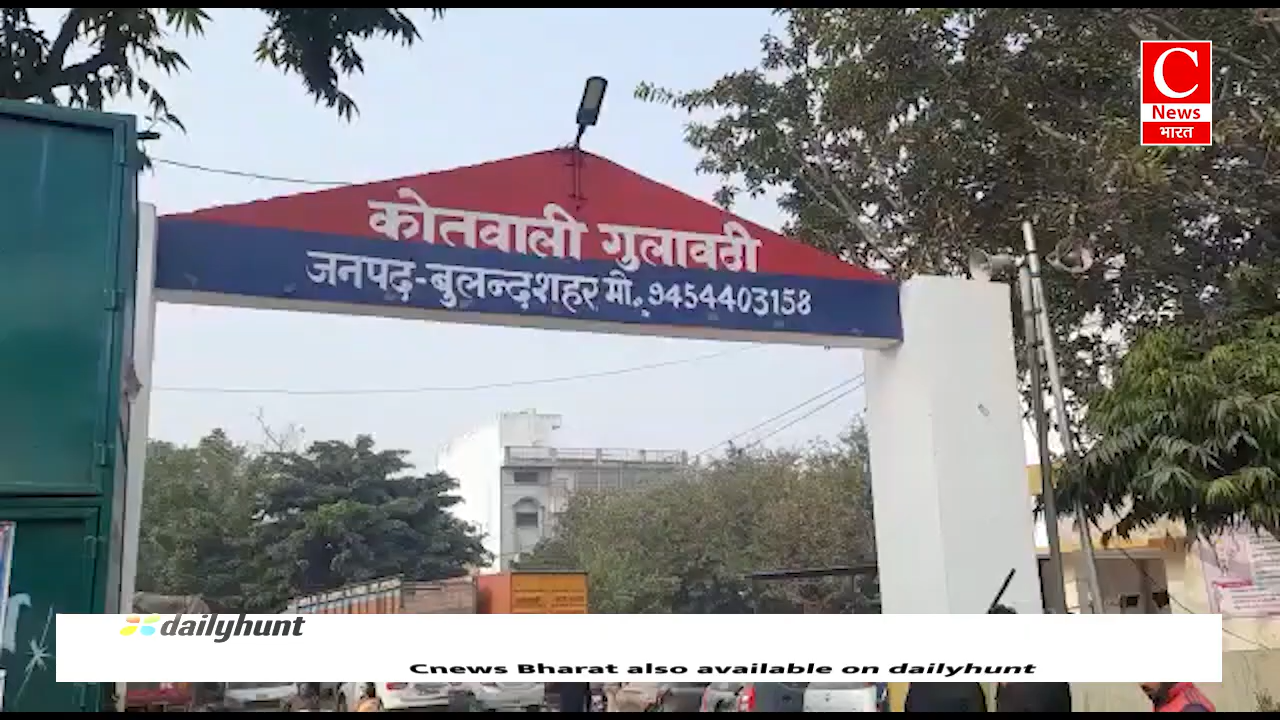 C
News
भारत
कोतवाली गुलावठी
जनपद-बुलन्दशहर मो. 9454403158
dailyhunt
Cnews Bharat also available on dailyhunt